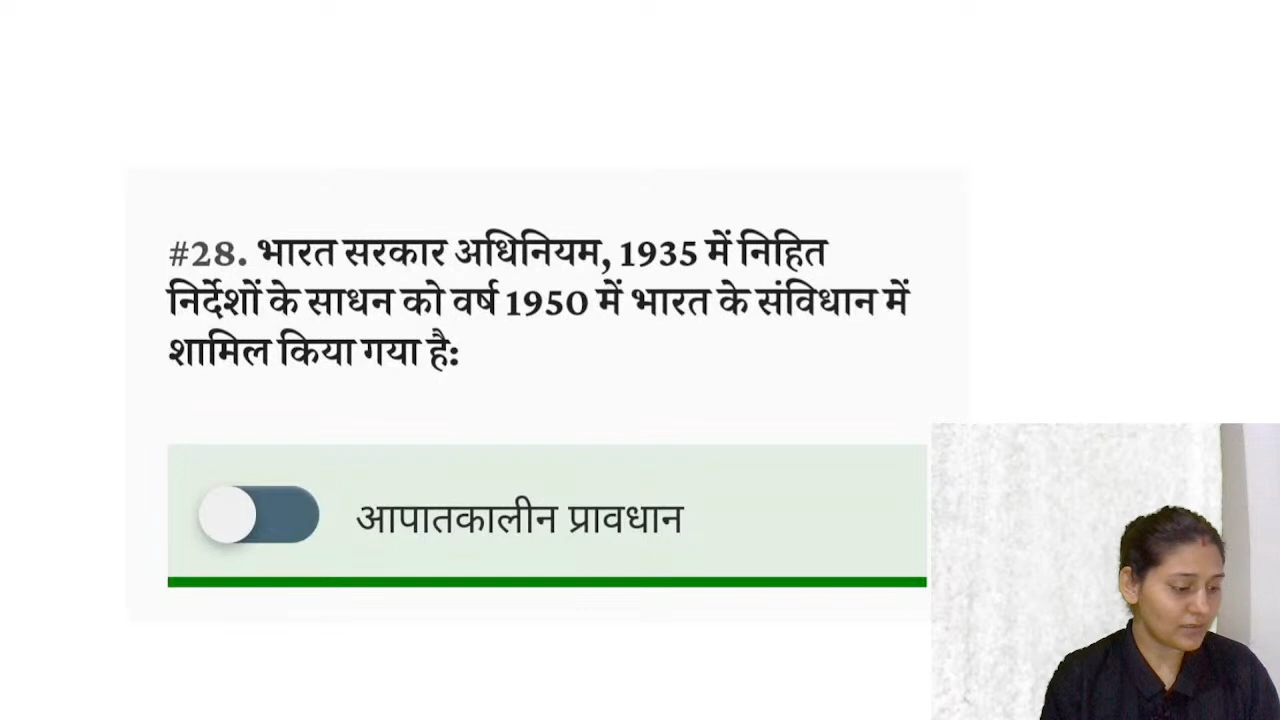 #28. भारत सरकार अधिनियम, 1935 में निहित
निर्देशों के साधन को वर्ष 1950 में भारत के संविधान में
शामिल किया गया है:
आपातकालीन प्रावधान